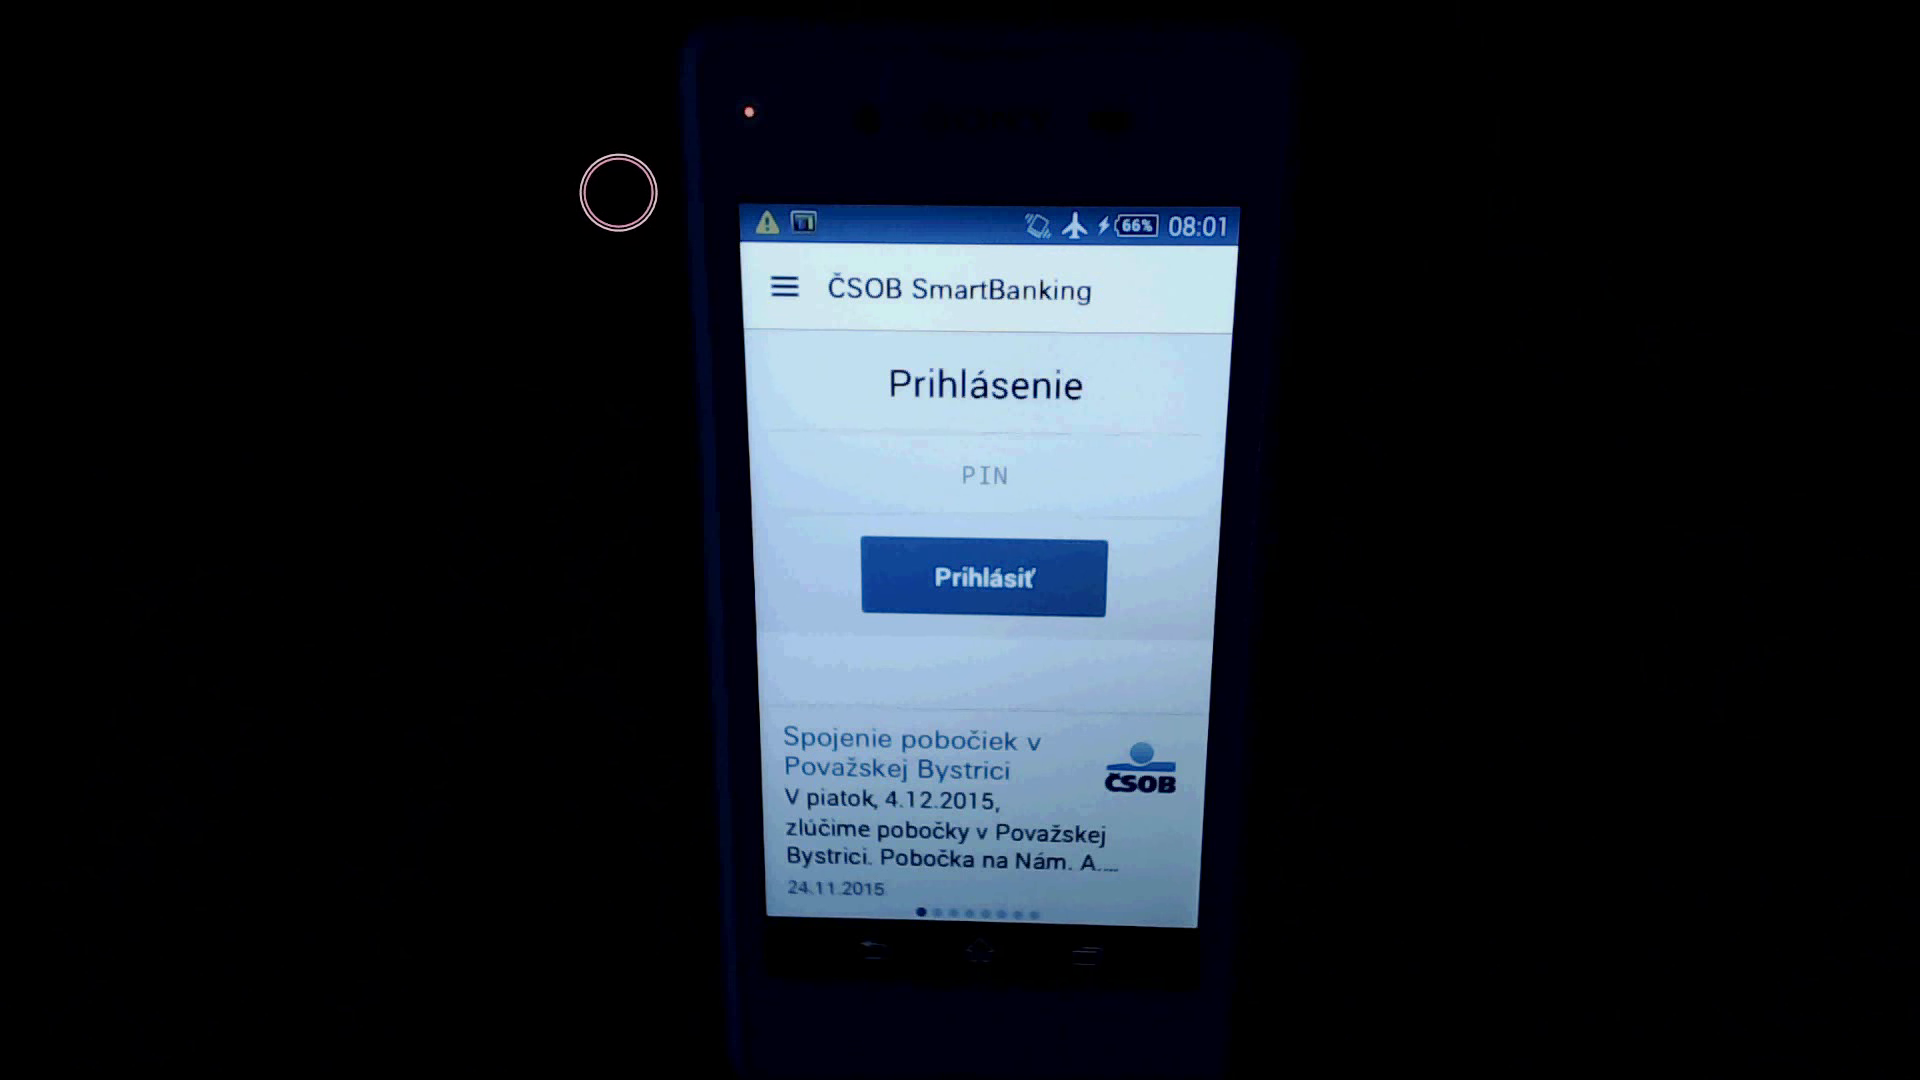 SONY
66% 08:01
ČSOB SmartBanking
Prihlásenie
PIN
Prihlásiť
Spojenie pobočiek v
Považskej Bystrici
ČSOB
V piatok, 4.12.2015,
zlúčime pobočky v Považskej
Bystrici. Pobočka na Nám. A....
24.11.2015